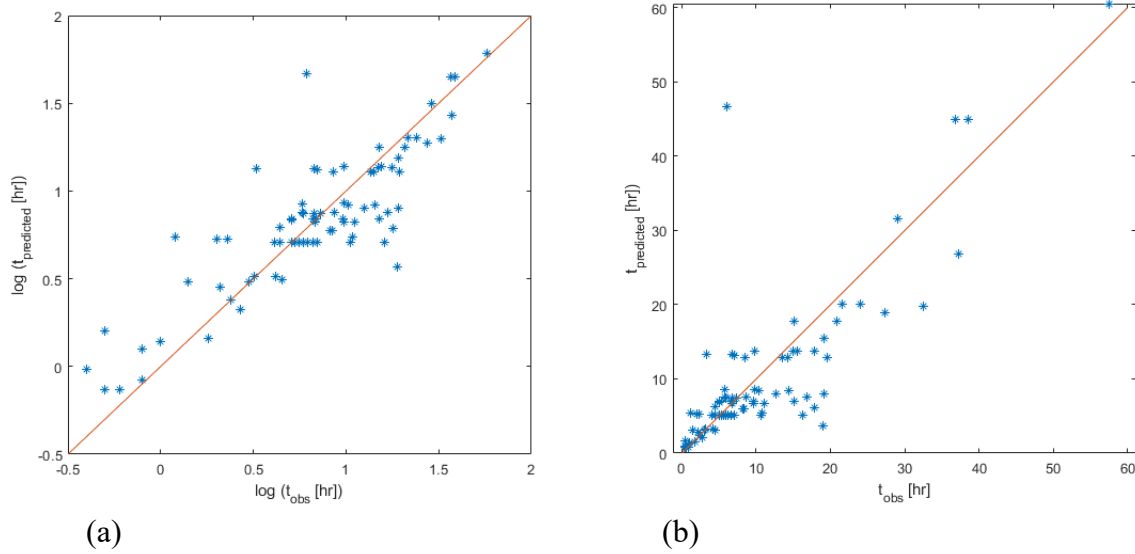 2
1.5
1
0.5
0
-0.5
log (t_predicted [hr])
-0.5 0 0.5 1 1.5 2
log (t_obs [hr])
(a)
60
50
40
30
20
10
0
t_predicted [hr])
0 10 20 30 40 50 60
t_obs [hr]
(b)